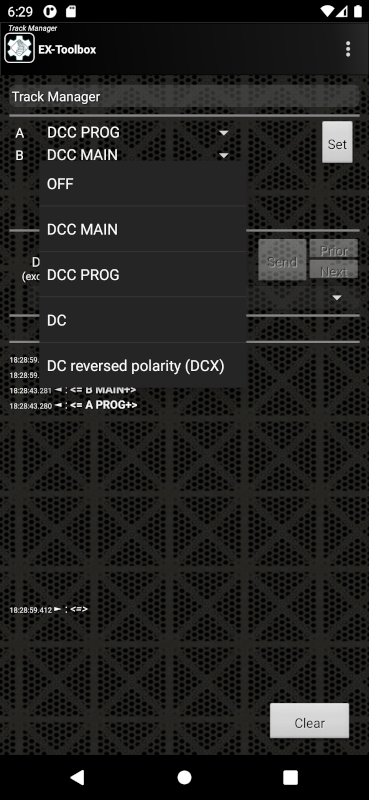 6:29
Track Manager
EX-Toolbox
Track Manager
A DCC PROG
Set
B DCC MAIN
OFF
DCC MAIN
Prior
Send
D
(exc
Next
DCC PROG
DC
DC reversed polarity (DCX)
18:28:59.
18:28:59.
18:28:43.281 ◄ : <= B MAIN+>
18:28:43.280 ◄ : <= A PROG+>
18:28:59.412 ► : <=>
Clear